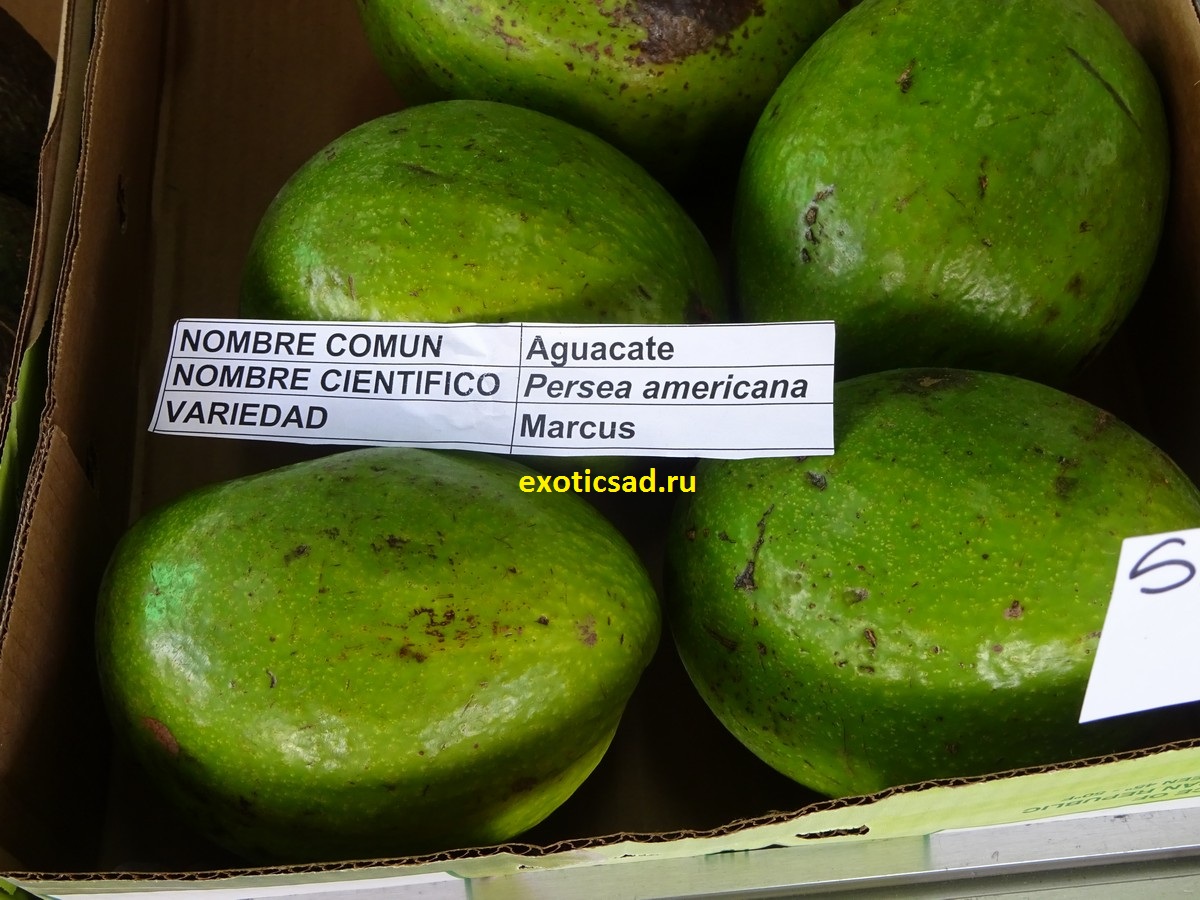 NOMBRE COMUN Aguacate
NOMBRE CIENTIFICO Persea americana
VARIEDAD Marcus
exoticsad.ru
S